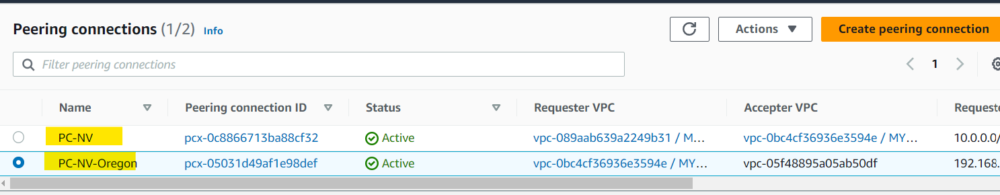 Peering connections (1/2) Info
Actions
Create peering connection
Filter peering connections
1
Name Peering connection ID Status Requester VPC Accepter VPC Requeste
PC-NV pcx-0c8866713ba88cf32 Active vpc-089aab639a2249b31 / M... vpc-0bc4cf36936e3594e / MY... 10.0.0.0/
PC-NV-Oregon pcx-05031d49af1e98def Active vpc-0bc4cf36936e3594e / MY... vpc-05f48895a05ab50df 192.168.